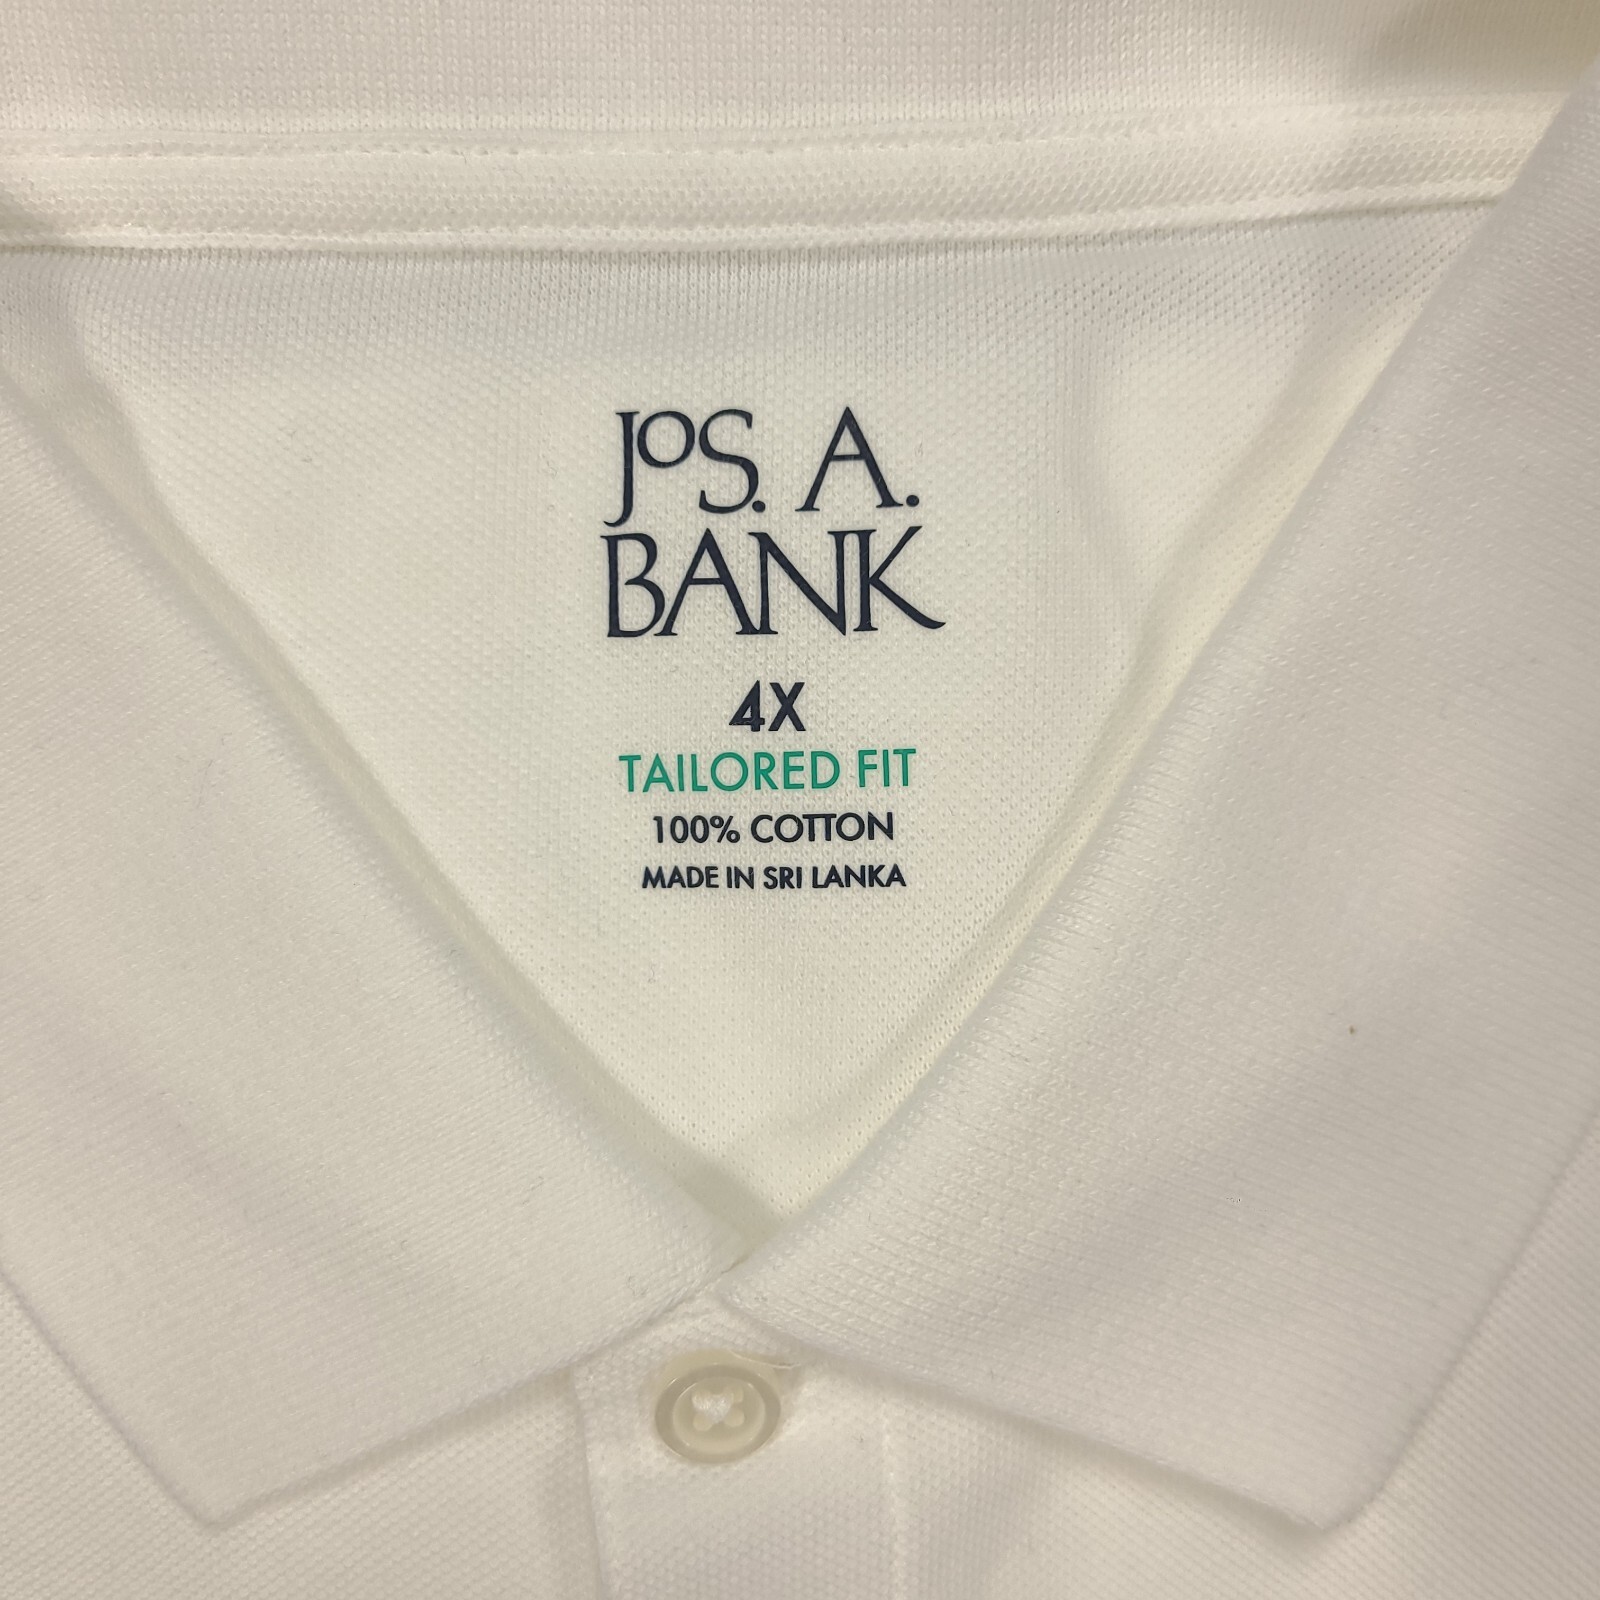 JOS. A.
BANK
4X
TAILORED FIT
100% COTTON
MADE IN SRI LANKA